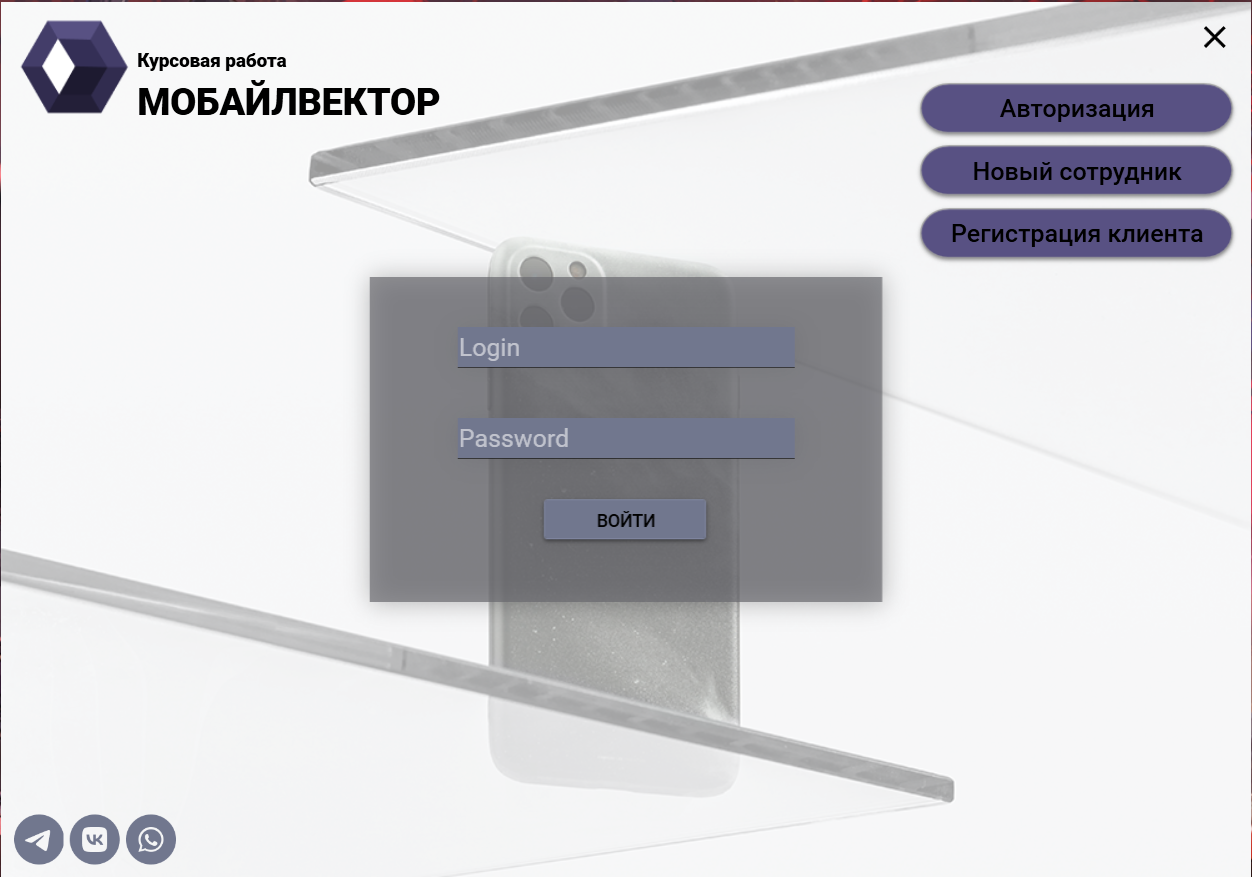 Курсовая работа
МОБАЙЛВЕКТОР
Авторизация
Новый сотрудник
Регистрация клиента
Login
Password
ВОЙТИ